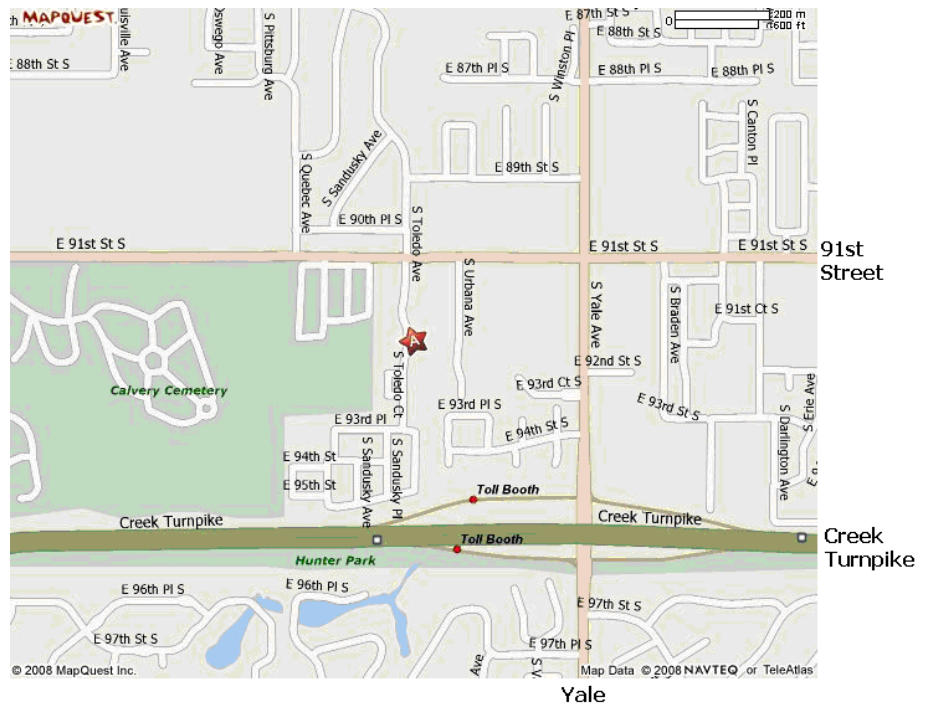 MAPQUEST
200 m
600 ft
0
E 87th St S
E 88th St S
uisville Ave
Oswego Ave
S Pittsburg Ave
E 88th St S
E 87th Pl S
S Winston Pl
E 88th Pl S
E 88th Pl S
S Canton Pl
S Quebec Ave
S Sandusky Ave
E 89th St S
E 90th Pl S
S Toledo Ave
E 91st St S
E 91st St S
E 91st St S
91st
Street
S Urbana Ave
S Yale Ave
S Braden Ave
E 91st Ct S
A
E 92nd St S
S Toledo Ct
Calvery Cemetery
E 93rd Ct S
E 93rd Pl
E 93rd Pl S
E 93rd St S
S Erie Ave
E 94th St S
S Darlington Ave
E 94th St
S Sandusky Ave
S Sandusky Pl
E 95th St
Toll Booth
Creek Turnpike
Creek Turnpike
Creek
Turnpike
Toll Booth
Hunter Park
E 96th Pl S
E 96th Pl S
E 97th St S
E 97th St S
E 97th Pl S
Ave
© 2008 MapQuest Inc.
Map Data © 2008 NAVTEQ or TeleAtlas
Yale